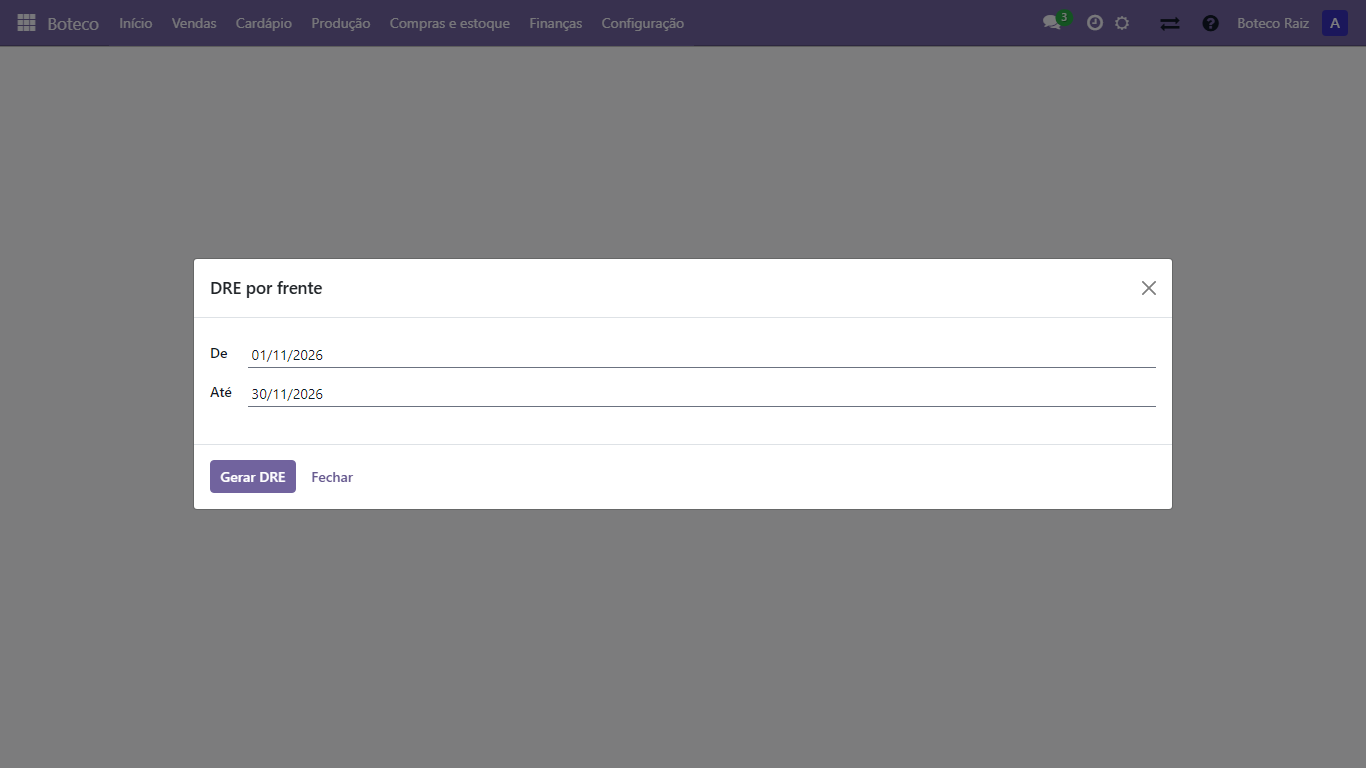 Boteco Início Vendas Cardápio Produção Compras e estoque Finanças Configuração 3 ? Boteco Raiz A
DRE por frente
De 01/11/2026
Até 30/11/2026
Gerar DRE Fechar